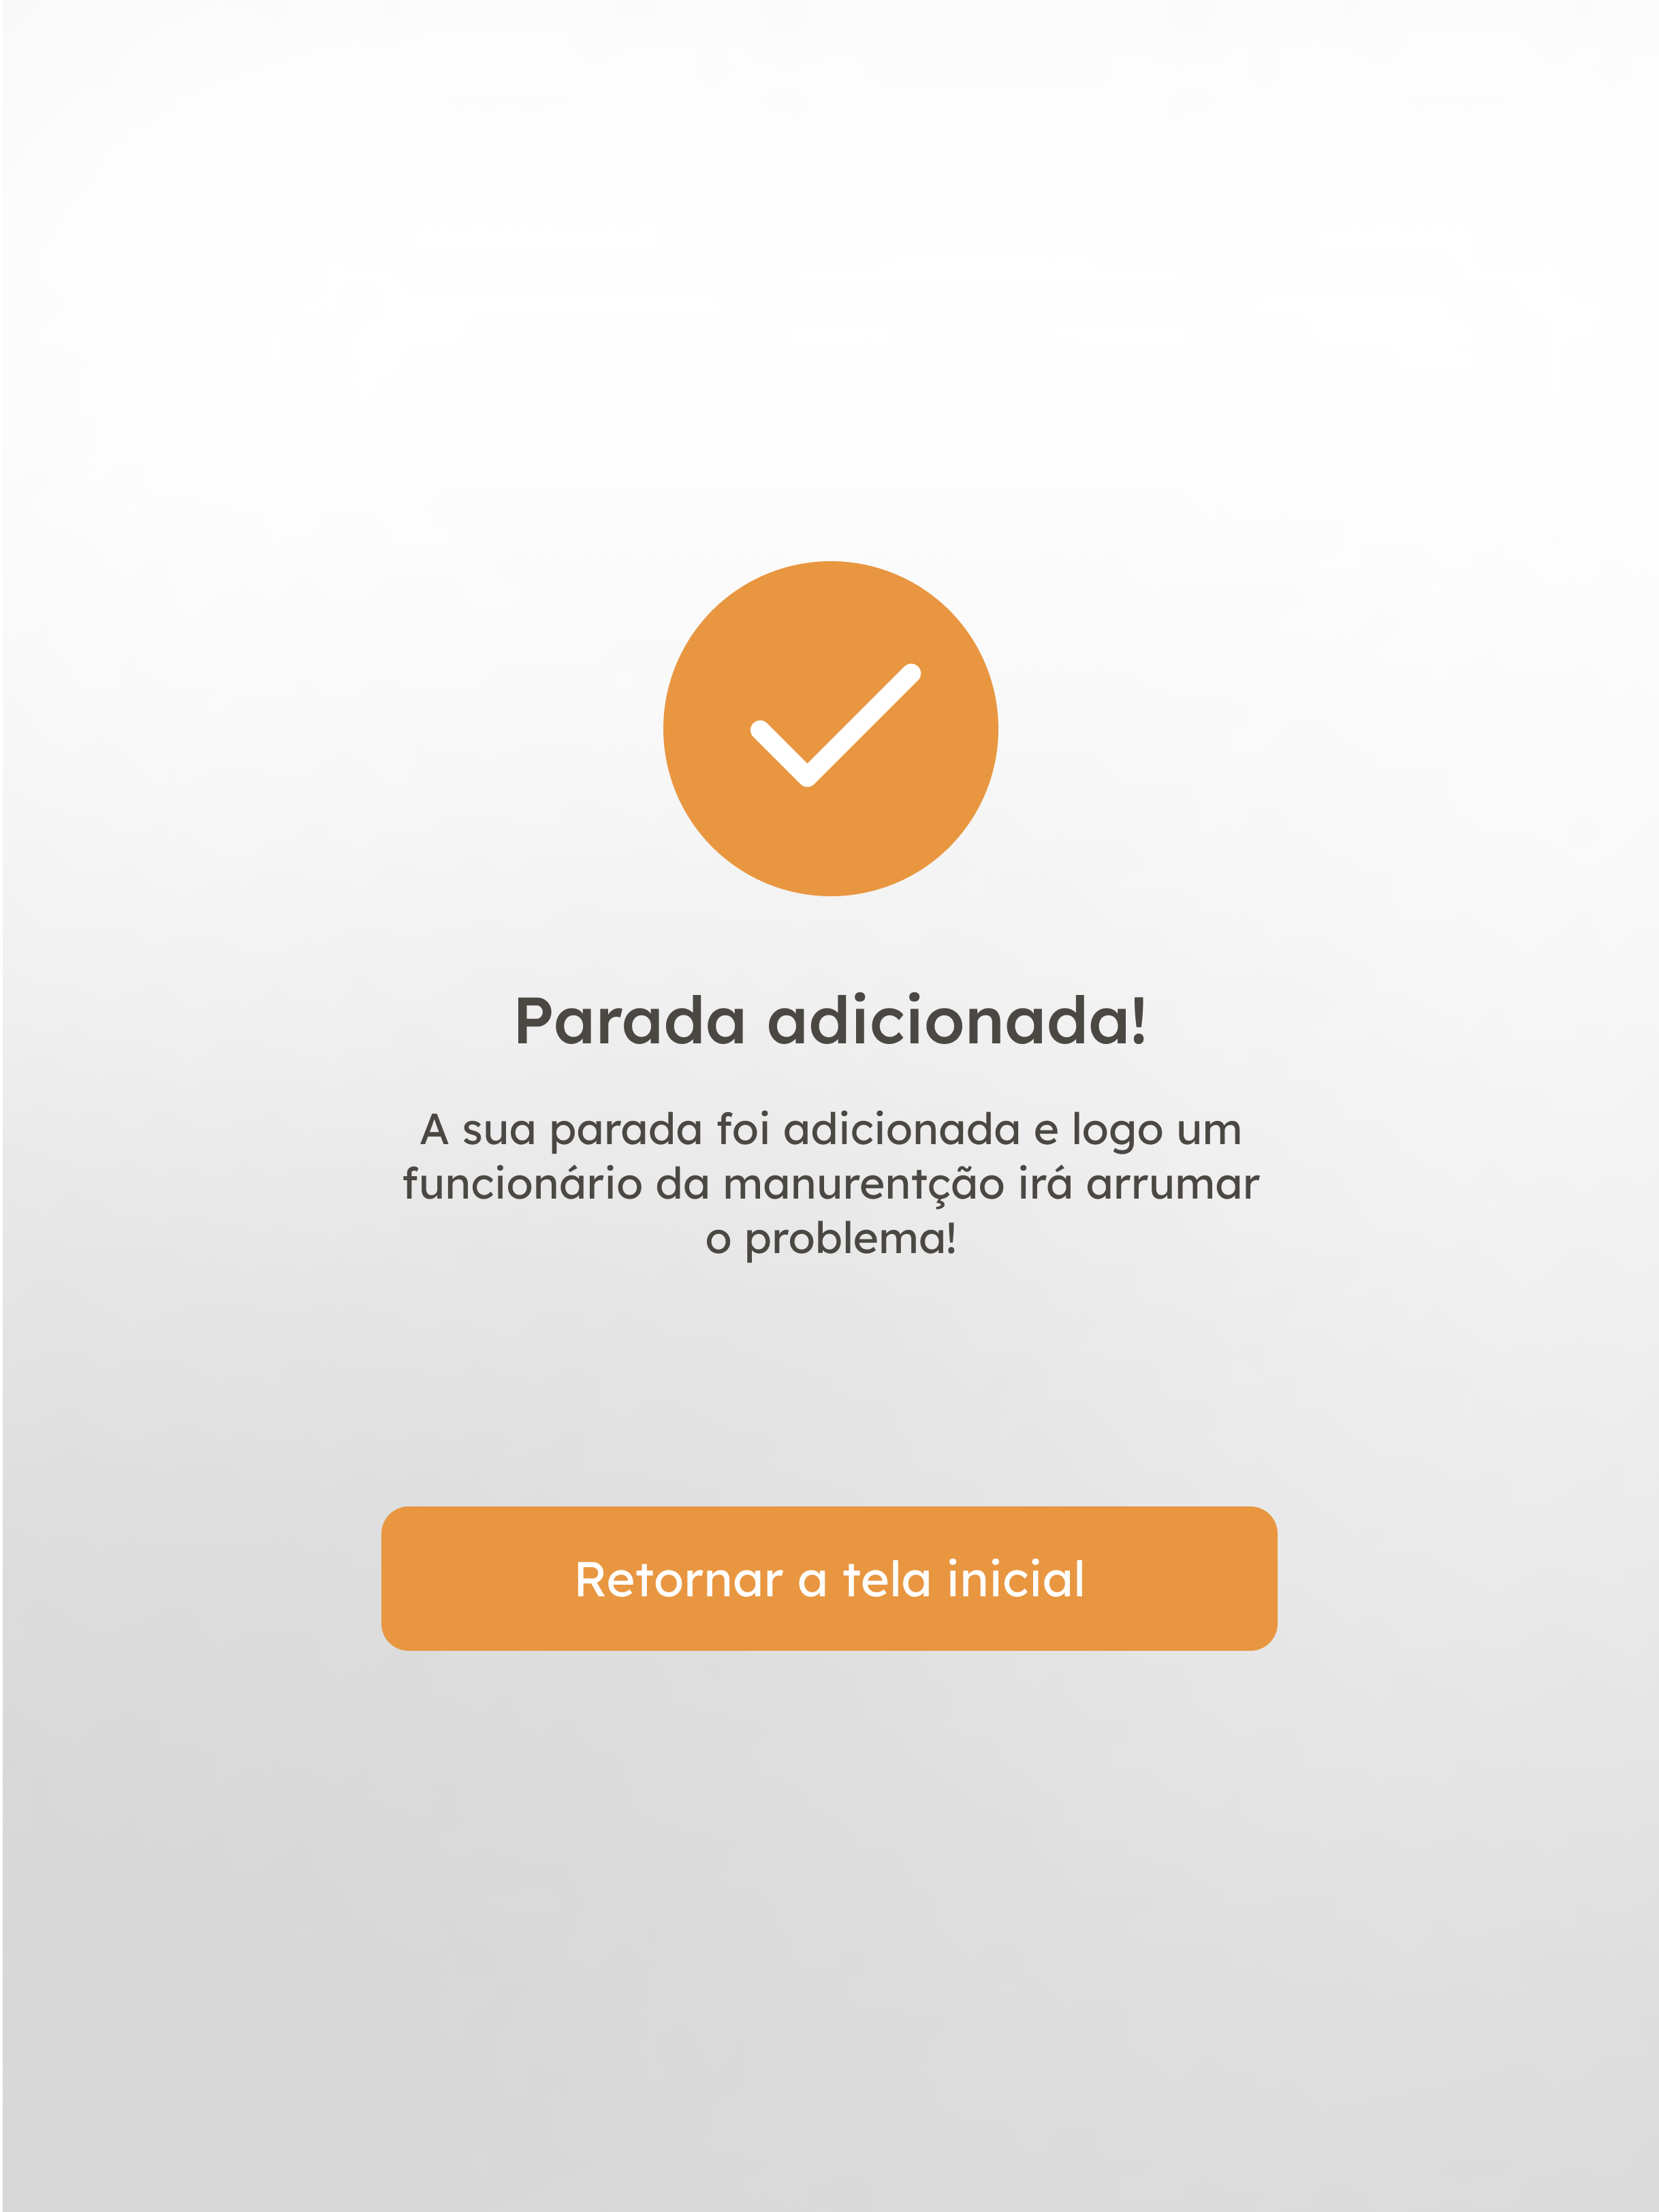 Parada adicionada!
A sua parada foi adicionada e logo um
funcionário da manurentção irá arrumar
o problema!
Retornar a tela inicial